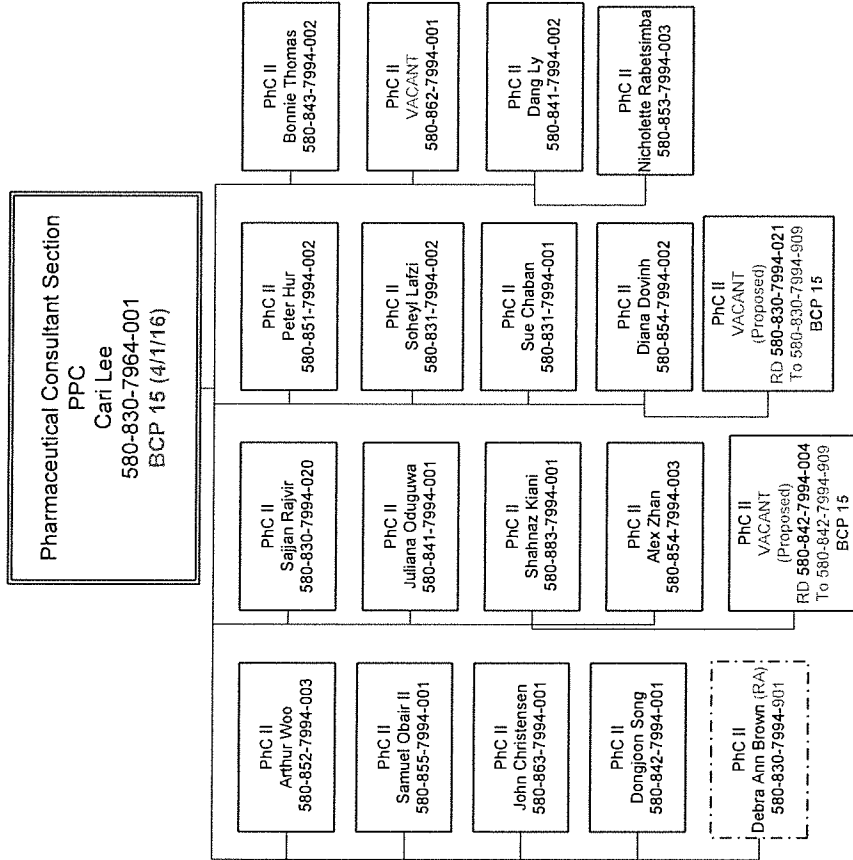 Pharmaceutical Consultant Section
PPC
Cari Lee
580-830-7964-001
BCP 15 (4/1/16)
PhC II
Arthur Woo
580-852-7994-003
PhC II
Samuel Obair II
580-855-7994-001
PhC II
John Christensen
580-863-7994-001
PhC II
Dongjoon Song
580-842-7994-001
PhC II
Debra Ann Brown (RA)
580-830-7994-901
PhC II
Sajjan Rajvir
580-830-7994-020
PhC II
Juliana Oduguwa
580-841-7994-001
PhC II
Shahnaz Kiani
580-883-7994-001
PhC II
Alex Zhan
580-854-7994-003
PhC II
VACANT
(Proposed)
RD 580-842-7994-004
To 580-842-7994-909
BCP 15
PhC II
Peter Hur
580-851-7994-002
PhC II
Soheyl Lafzi
580-831-7994-002
PhC II
Sue Chaban
580-831-7994-001
PhC II
Diana Dovinh
580-854-7994-002
PhC II
VACANT
(Proposed)
RD 580-830-7994-021
To 580-830-7994-909
BCP 15
PhC II
Bonnie Thomas
580-843-7994-002
PhC II
VACANT
580-862-7994-001
PhC II
Dang Ly
580-841-7994-002
PhC II
Nicholette Rabetsimba
580-853-7994-003